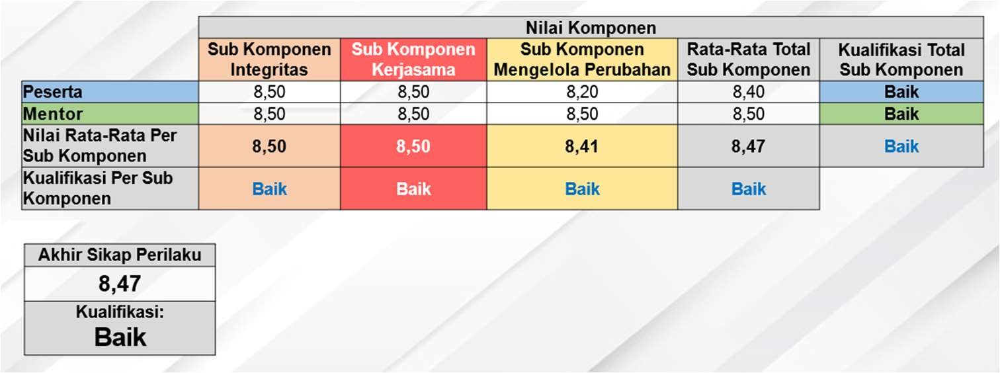 Nilai Komponen
Sub Komponen Integritas
Sub Komponen Kerjasama
Sub Komponen Mengelola Perubahan
Rata-Rata Total Sub Komponen
Kualifikasi Total Sub Komponen
Peserta 8,50 8,50 8,20 8,40 Baik
Mentor 8,50 8,50 8,50 8,50 Baik
Nilai Rata-Rata Per Sub Komponen 8,50 8,50 8,41 8,47 Baik
Kualifikasi Per Sub Komponen Baik Baik Baik Baik
Akhir Sikap Perilaku
8,47
Kualifikasi:
Baik